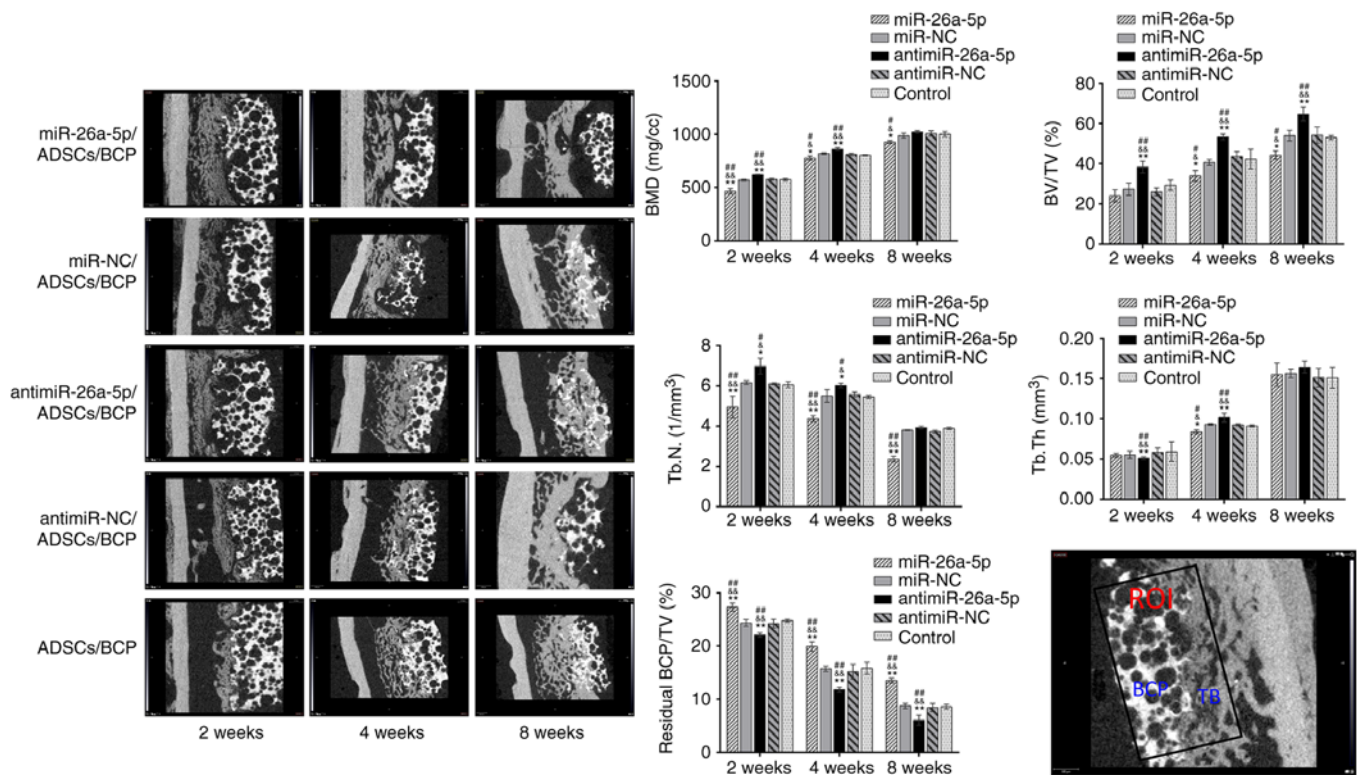 miR-26a-5p/
ADSCs/BCP
miR-NC/
ADSCs/BCP
antimiR-26a-5p/
ADSCs/BCP
antimiR-NC/
ADSCs/BCP
ADSCs/BCP
2 weeks
4 weeks
8 weeks
miR-26a-5p
miR-NC
antimiR-26a-5p
antimiR-NC
Control
BMD (mg/cc)
1500
1000
500
0
##
&&
**
##
&&
**
#
&
*
##
&&
**
#
&
*
2 weeks
4 weeks
8 weeks
miR-26a-5p
miR-NC
antimiR-26a-5p
antimiR-NC
Control
BV/TV (%)
100
80
60
40
20
0
##
&&
**
#
&
*
##
&&
**
#
&
*
##
&&
**
2 weeks
4 weeks
8 weeks
miR-26a-5p
miR-NC
antimiR-26a-5p
antimiR-NC
Control
Tb.N. (1/mm³)
8
6
4
2
0
##
&&
**
#
&
*
##
&&
**
#
&
*
##
&&
**
2 weeks
4 weeks
8 weeks
miR-26a-5p
miR-NC
antimiR-26a-5p
antimiR-NC
Control
Tb.Th (mm³)
0.20
0.15
0.10
0.05
0.00
##
&&
**
#
&
*
##
&&
**
2 weeks
4 weeks
8 weeks
miR-26a-5p
miR-NC
antimiR-26a-5p
antimiR-NC
Control
Residual BCP/TV (%)
30
20
10
0
##
&&
**
##
&&
**
##
&&
**
##
&&
**
##
&&
**
##
&&
**
2 weeks
4 weeks
8 weeks
ROI
BCP
TB